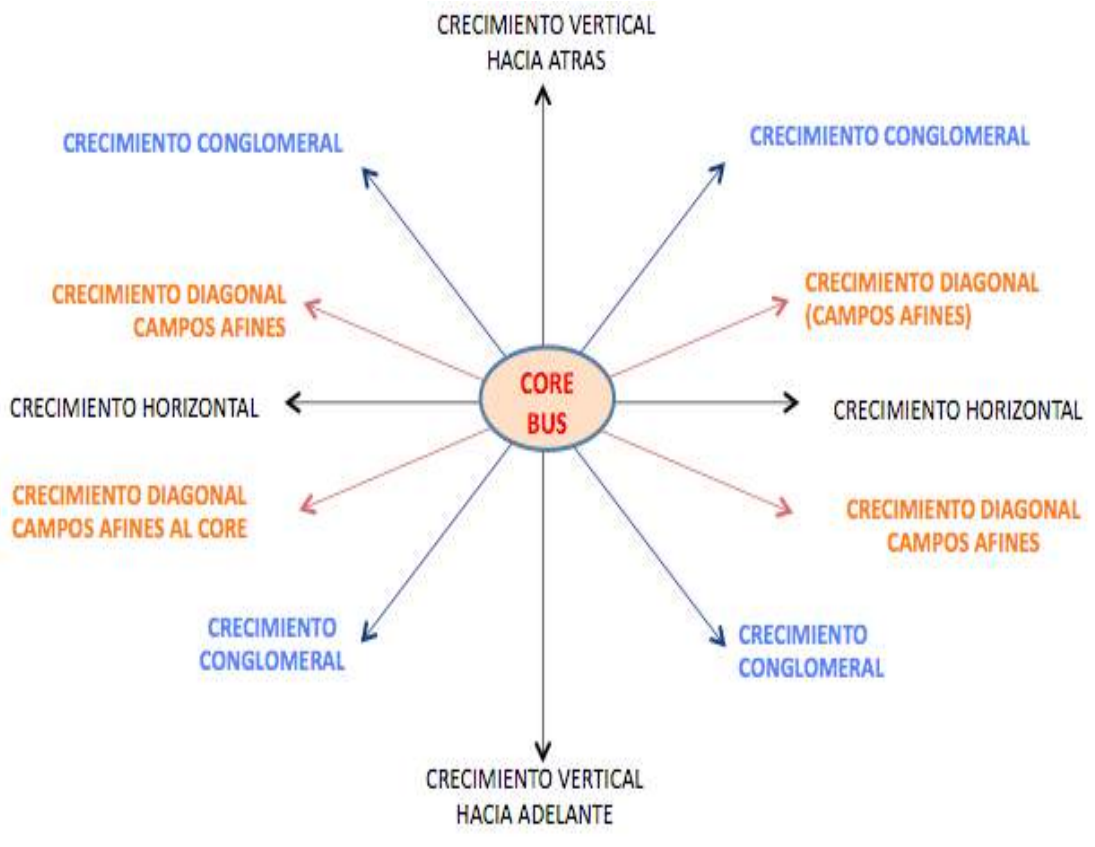 CRECIMIENTO VERTICAL
HACIA ATRAS
CRECIMIENTO CONGLOMERAL
CRECIMIENTO CONGLOMERAL
CRECIMIENTO DIAGONAL
CAMPOS AFINES
CRECIMIENTO DIAGONAL
(CAMPOS AFINES)
CORE
BUS
CRECIMIENTO HORIZONTAL
CRECIMIENTO HORIZONTAL
CRECIMIENTO DIAGONAL
CAMPOS AFINES AL CORE
CRECIMIENTO DIAGONAL
CAMPOS AFINES
CRECIMIENTO
CONGLOMERAL
CRECIMIENTO
CONGLOMERAL
CRECIMIENTO VERTICAL
HACIA ADELANTE